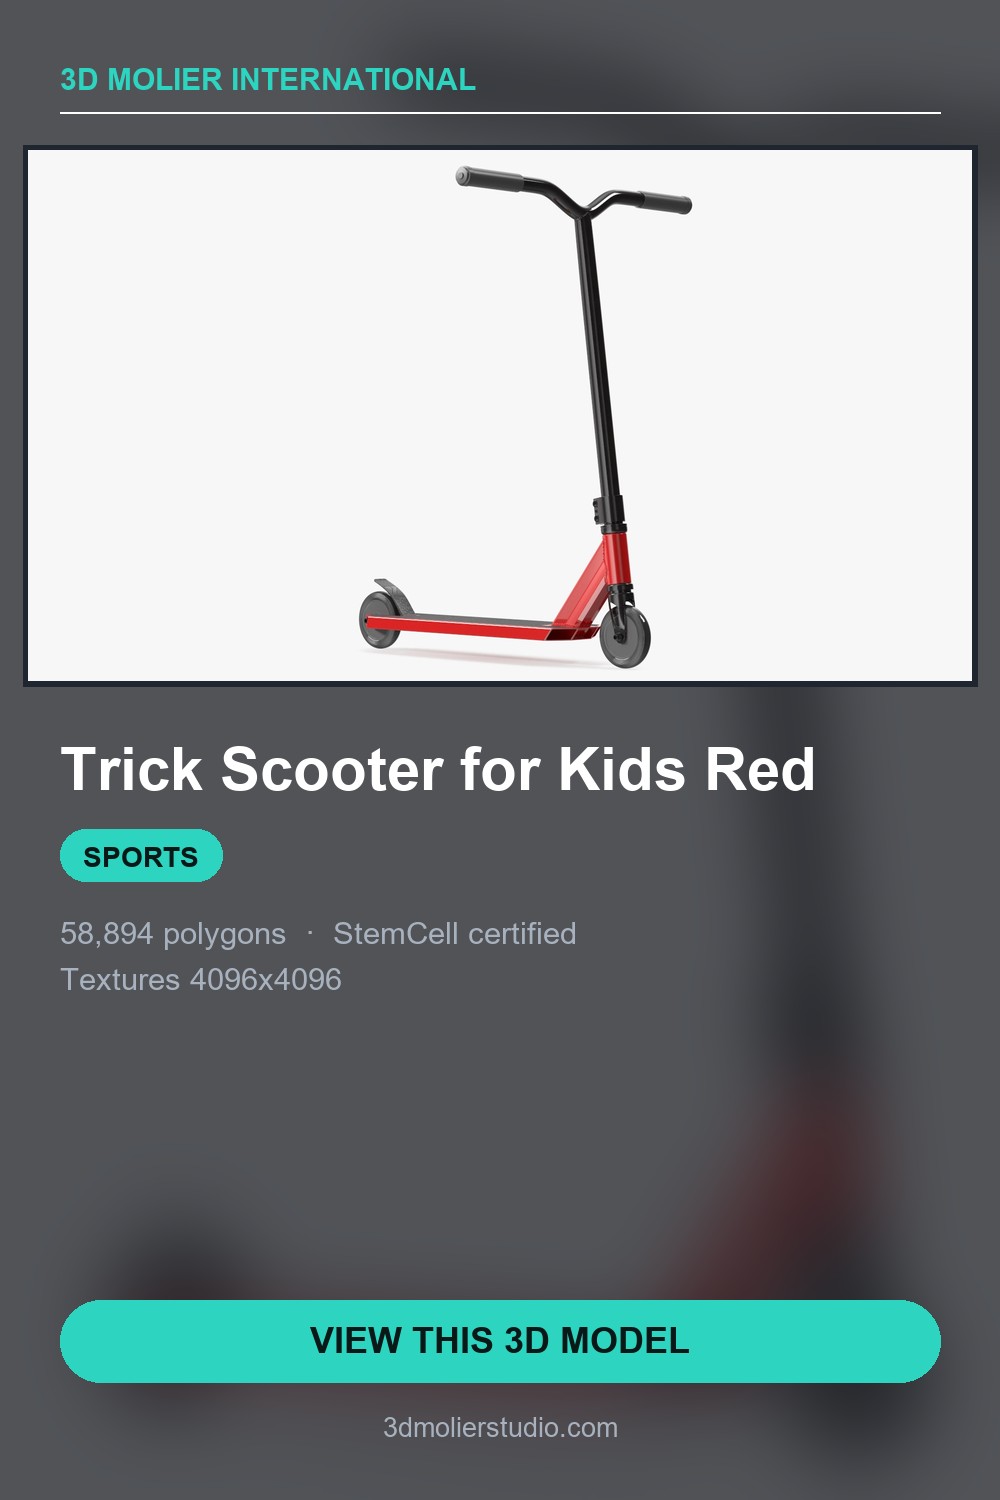 3D MOLIER INTERNATIONAL
Trick Scooter for Kids Red
SPORTS
58,894 polygons · StemCell certified
Textures 4096x4096
VIEW THIS 3D MODEL
3dmolierstudio.com